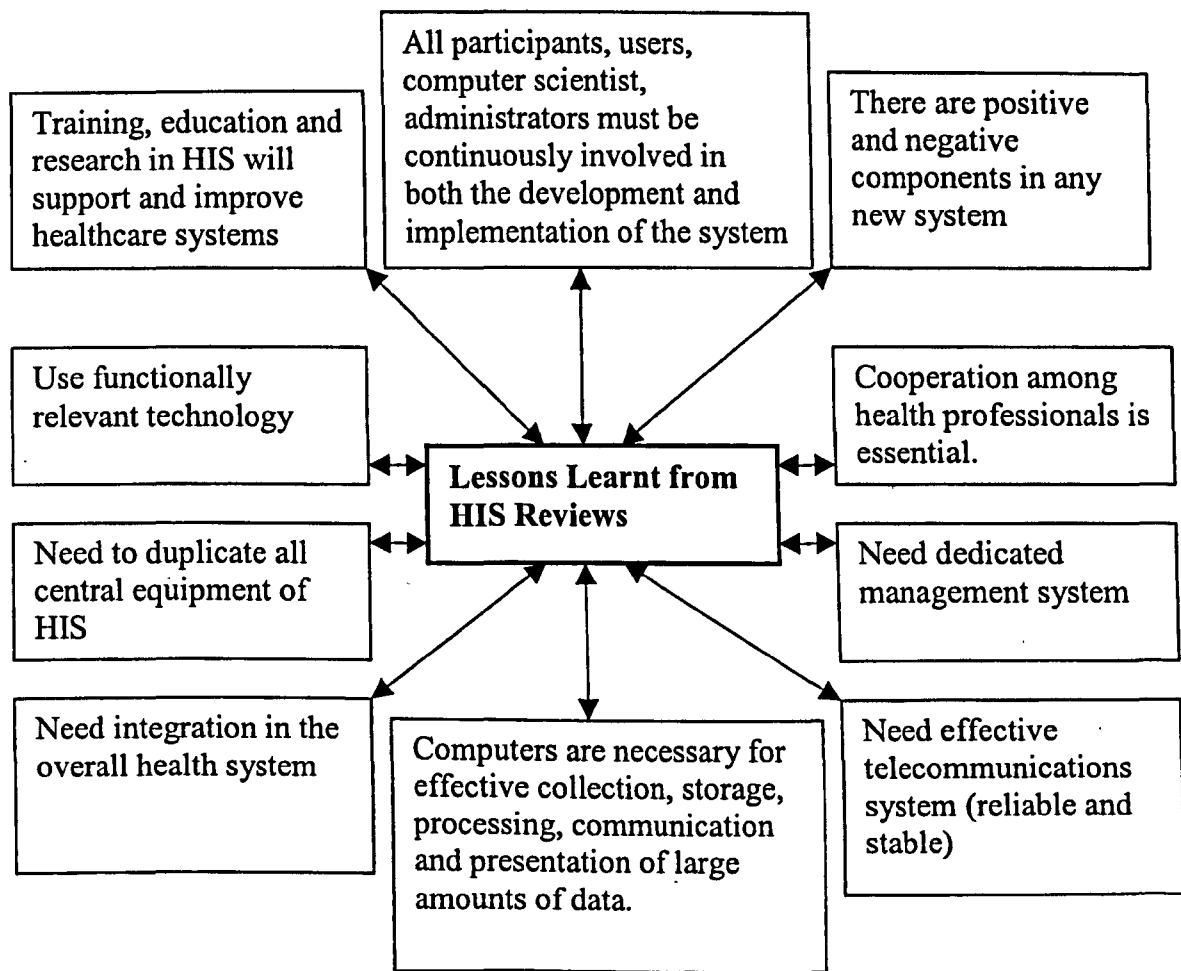 All participants, users,
computer scientist,
administrators must be
continuously involved in
both the development and
implementation of the system
Training, education and
research in HIS will
support and improve
healthcare systems
There are positive
and negative
components in any
new system
Use functionally
relevant technology
Cooperation among
health professionals is
essential.
Lessons Learnt from
HIS Reviews
Need to duplicate all
central equipment of
HIS
Need dedicated
management system
Need integration in the
overall health system
Computers are necessary for
effective collection, storage,
processing, communication
and presentation of large
amounts of data.
Need effective
telecommunications
system (reliable and
stable)